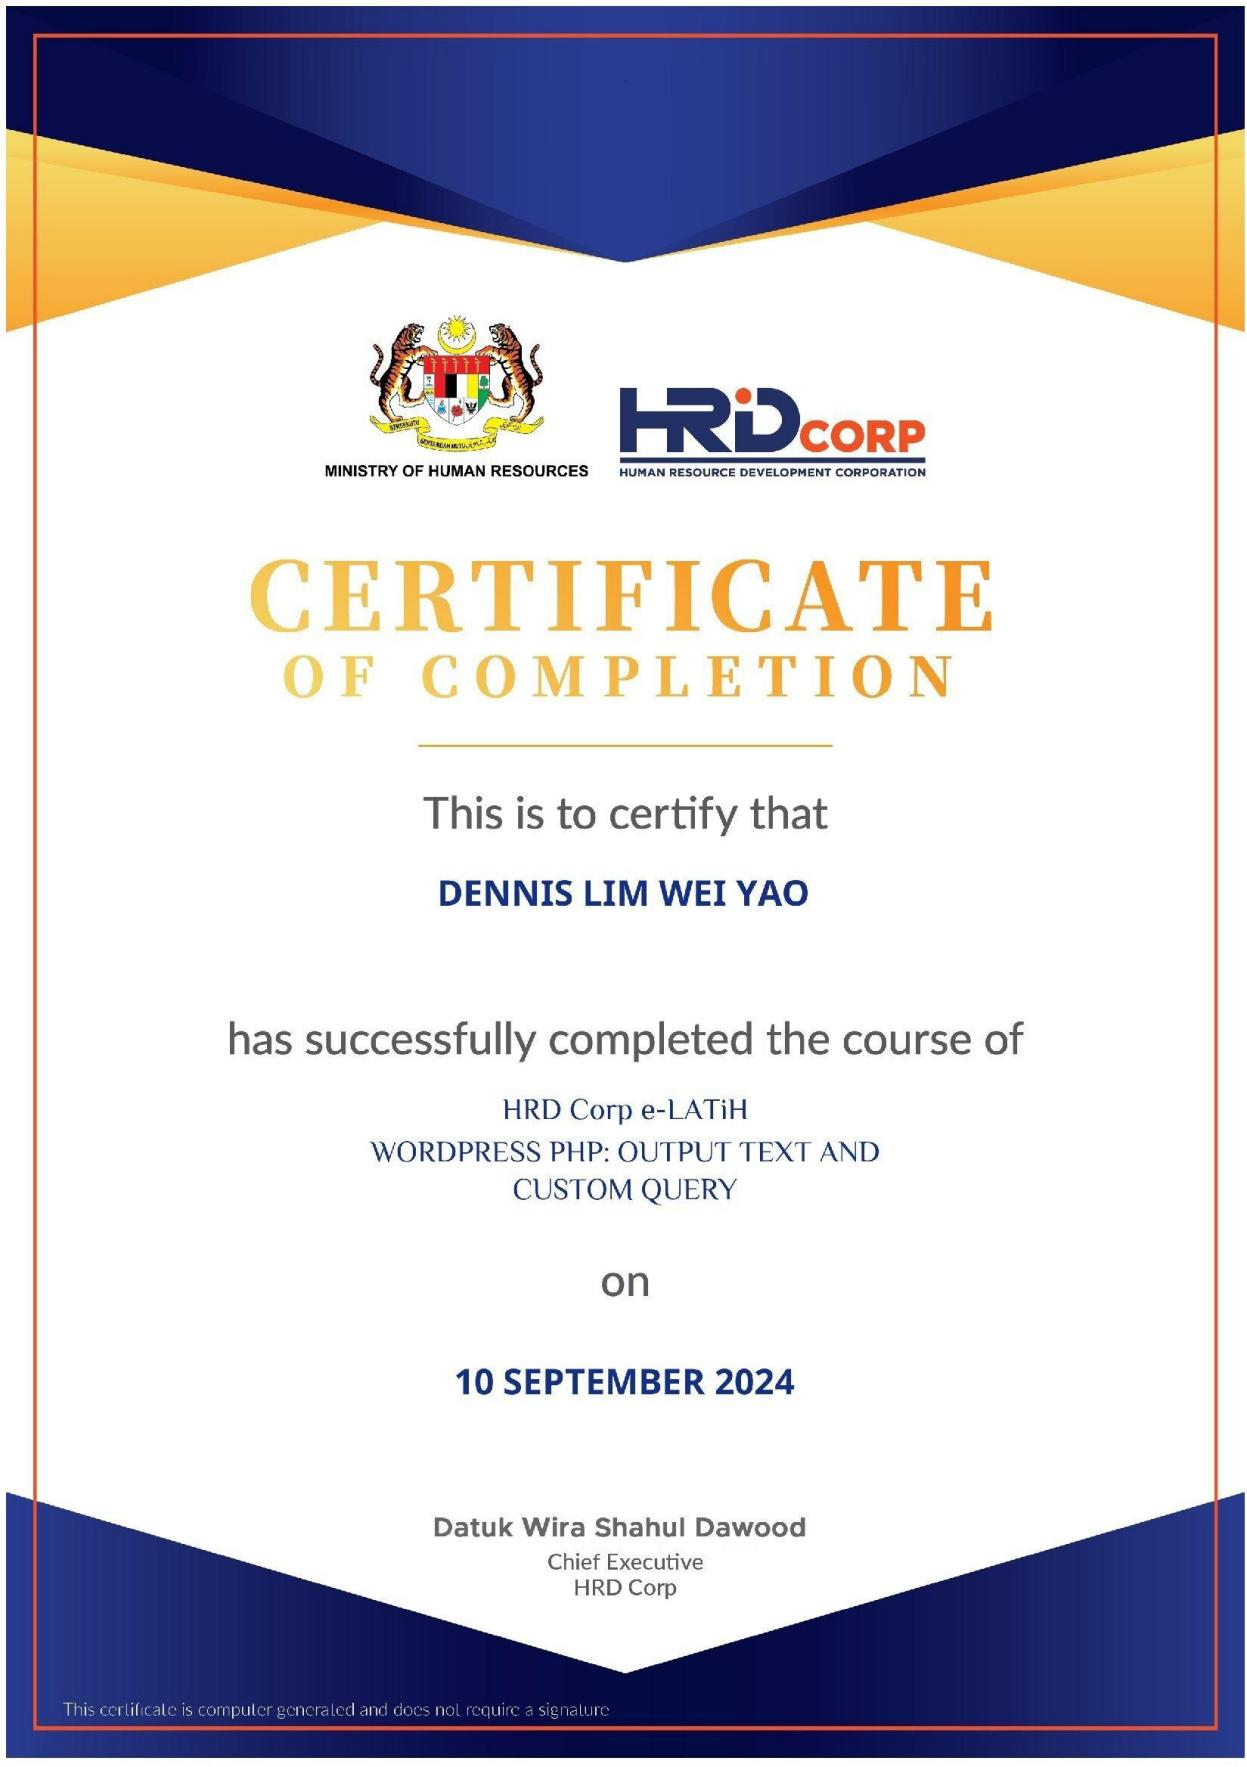 MINISTRY OF HUMAN RESOURCES
HRD CORP
HUMAN RESOURCE DEVELOPMENT CORPORATION
CERTIFICATE
OF COMPLETION
This is to certify that
DENNIS LIM WEI YAO
has successfully completed the course of
HRD Corp e-LATiH
WORDPRESS PHP: OUTPUT TEXT AND
CUSTOM QUERY
on
10 SEPTEMBER 2024
Datuk Wira Shahul Dawood
Chief Executive
HRD Corp
This certificate is computer generated and does not require a signature